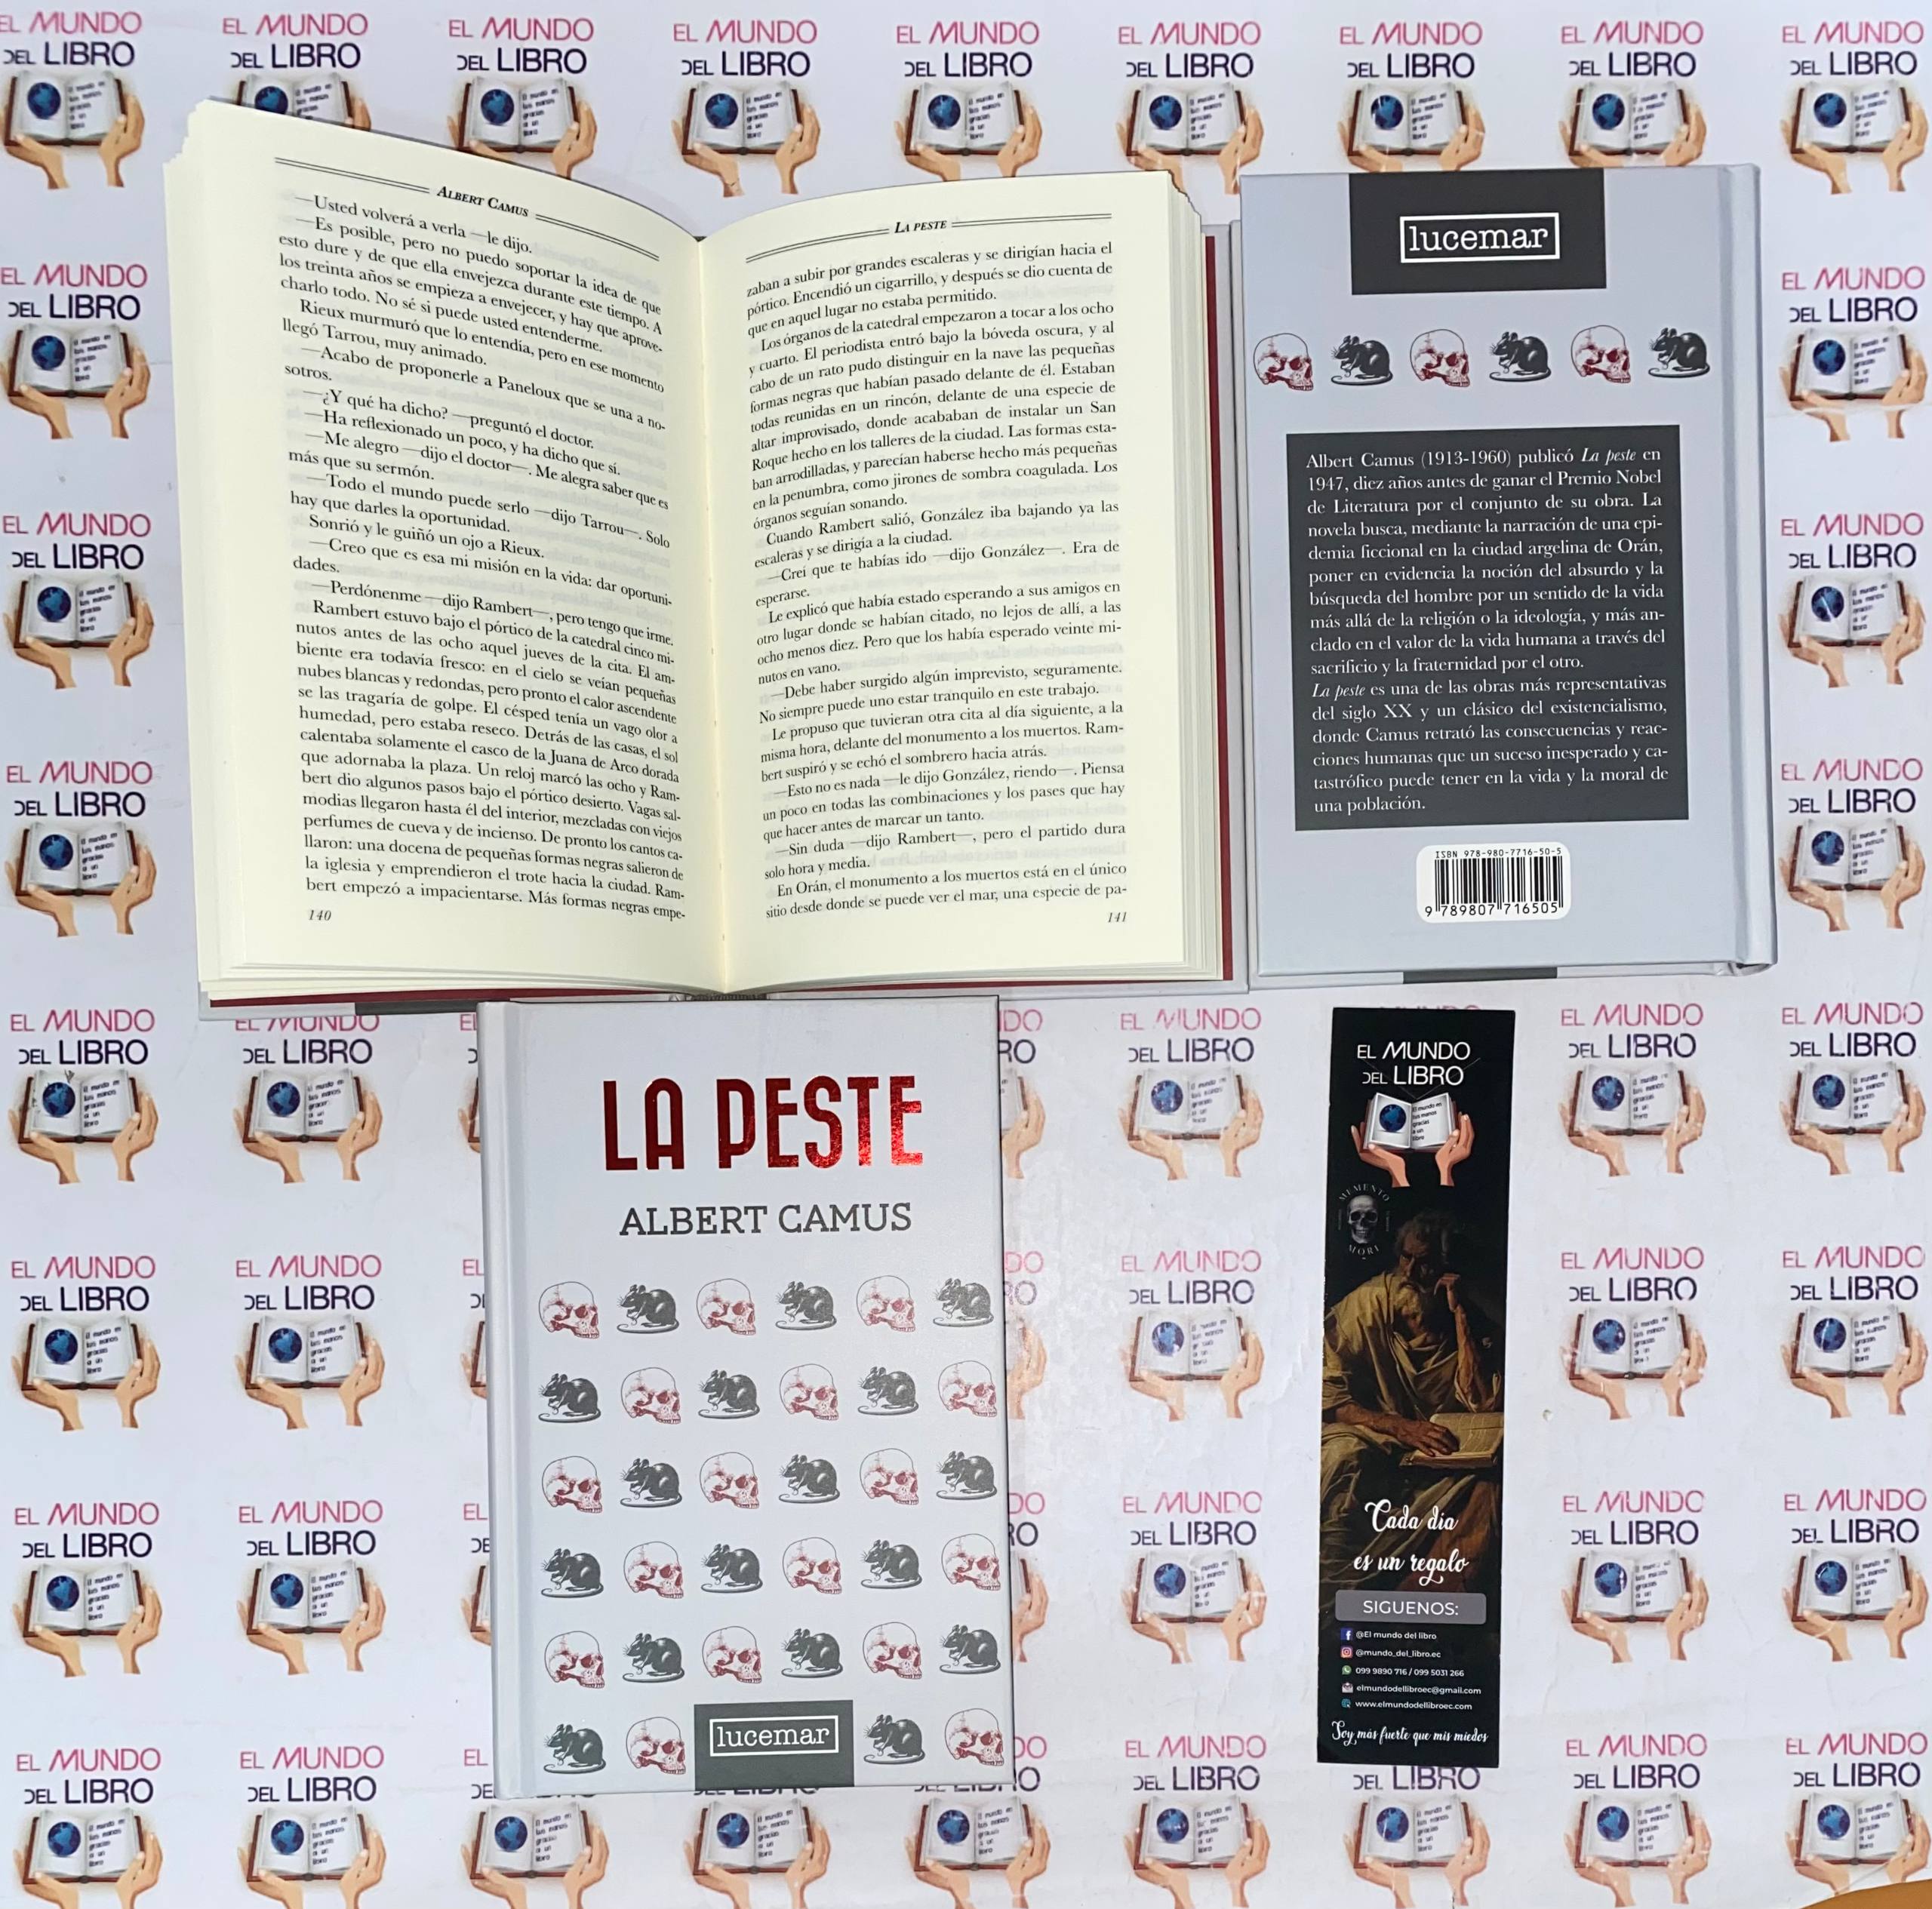 EL MUNDO
DEL LIBRO
ALBERT CAMUS
—Usted volverá a verla —le dijo.
—Es posible, pero no puedo soportar la idea de que
esto dure y de que ella envejezca durante este tiempo. A
los treinta años se empieza a envejecer, y hay que aprove-
charlo todo. No sé si puede usted entenderme.
Rieux murmuró que lo entendía, pero en ese momento
llegó Tarrou, muy animado.
—Acabo de proponerle a Paneloux que se una a no-
sotros.
—¿Y qué ha dicho? —preguntó el doctor.
—Ha reflexionado un poco, y ha dicho que sí.
—Me alegro —dijo el doctor—. Me alegra saber que es
más que su sermón.
—Todo el mundo puede serlo —dijo Tarrou—. Solo
hay que darles la oportunidad.
Sonrió y le guiñó un ojo a Rieux.
—Creo que es esa mi misión en la vida: dar oportuni-
dades.
—Perdónenme —dijo Rambert—, pero tengo que irme.
Rambert estuvo bajo el pórtico de la catedral cinco mi-
nutos antes de las ocho aquel jueves de la cita. El am-
biente era todavía fresco: en el cielo se veían pequeñas
nubes blancas y redondas, pero pronto el calor ascendente
se las tragaría de golpe. El césped tenía un vago olor a
humedad, pero estaba reseco. Detrás de las casas, el sol
calentaba solamente el casco de la Juana de Arco dorada
que adornaba la plaza. Un reloj marcó las ocho y Ram-
bert dio algunos pasos bajo el pórtico desierto. Vagas sal-
modias llegaron hasta él del interior, mezcladas con viejos
perfumes de cueva y de incienso. De pronto los cantos ca-
llaron: una docena de pequeñas formas negras salieron de
la iglesia y emprendieron el trote hacia la ciudad. Ram-
bert empezó a impacientarse. Más formas negras empe-
140
LA PESTE
zaban a subir por grandes escaleras y se dirigían hacia el
pórtico. Encendió un cigarrillo, y después se dio cuenta de
que en aquel lugar no estaba permitido.
Los órganos de la catedral empezaron a tocar a los ocho
y cuarto. El periodista entró bajo la bóveda oscura, y al
cabo de un rato pudo distinguir en la nave las pequeñas
formas negras que habían pasado delante de él. Estaban
todas reunidas en un rincón, delante de una especie de
altar improvisado, donde acababan de instalar un San
Roque hecho en los talleres de la ciudad. Las formas esta-
ban arrodilladas, y parecían haberse hecho más pequeñas
en la penumbra, como jirones de sombra coagulada. Los
órganos seguían sonando.
Cuando Rambert salió, González iba bajando ya las
escaleras y se dirigía a la ciudad.
—Creí que te habías ido —dijo González—. Era de
esperarse.
Le explicó que había estado esperando a sus amigos en
otro lugar donde se habían citado, no lejos de allí, a las
ocho menos diez. Pero que los había esperado veinte mi-
nutos en vano.
—Debe haber surgido algún imprevisto, seguramente.
No siempre puede uno estar tranquilo en este trabajo.
Le propuso que tuvieran otra cita al día siguiente, a la
misma hora, delante del monumento a los muertos. Ram-
bert suspiró y se echó el sombrero hacia atrás.
—Esto no es nada —le dijo González, riendo—. Piensa
un poco en todas las combinaciones y los pases que hay
que hacer antes de marcar un tanto.
—Sin duda —dijo Rambert—, pero el partido dura
solo hora y media.
En Orán, el monumento a los muertos está en el único
sitio desde donde se puede ver el mar, una especie de pa-
141
lucemar
Albert Camus (1913-1960) publicó La peste en
1947, diez años antes de ganar el Premio Nobel
de Literatura por el conjunto de su obra. La
novela busca, mediante la narración de una epi-
demia ficcional en la ciudad argelina de Orán,
poner en evidencia la noción del absurdo y la
búsqueda del hombre por un sentido de la vida
más allá de la religión o la ideología, y más an-
clado en el valor de la vida humana a través del
sacrificio y la fraternidad por el otro.
La peste es una de las obras más representativas
del siglo XX y un clásico del existencialismo,
donde Camus retrató las consecuencias y reac-
ciones humanas que un suceso inesperado y ca-
tastrófico puede tener en la vida y la moral de
una población.
ISBN 978-980-7716-50-5
9 789807 716505
LA PESTE
ALBERT CAMUS
lucemar
EL MUNDO
DEL LIBRO
El mundo en
tus manos
gracias
a un
libro
MEMENTO
MORI
Cada día
es un regalo
SIGUENOS:
@El mundo del libro
@mundo_del_libro.ec
099 9890 716 / 099 5031 266
elmundodellibroec@gmail.com
www.elmundodellibroec.com
Soy más fuerte que mis miedos